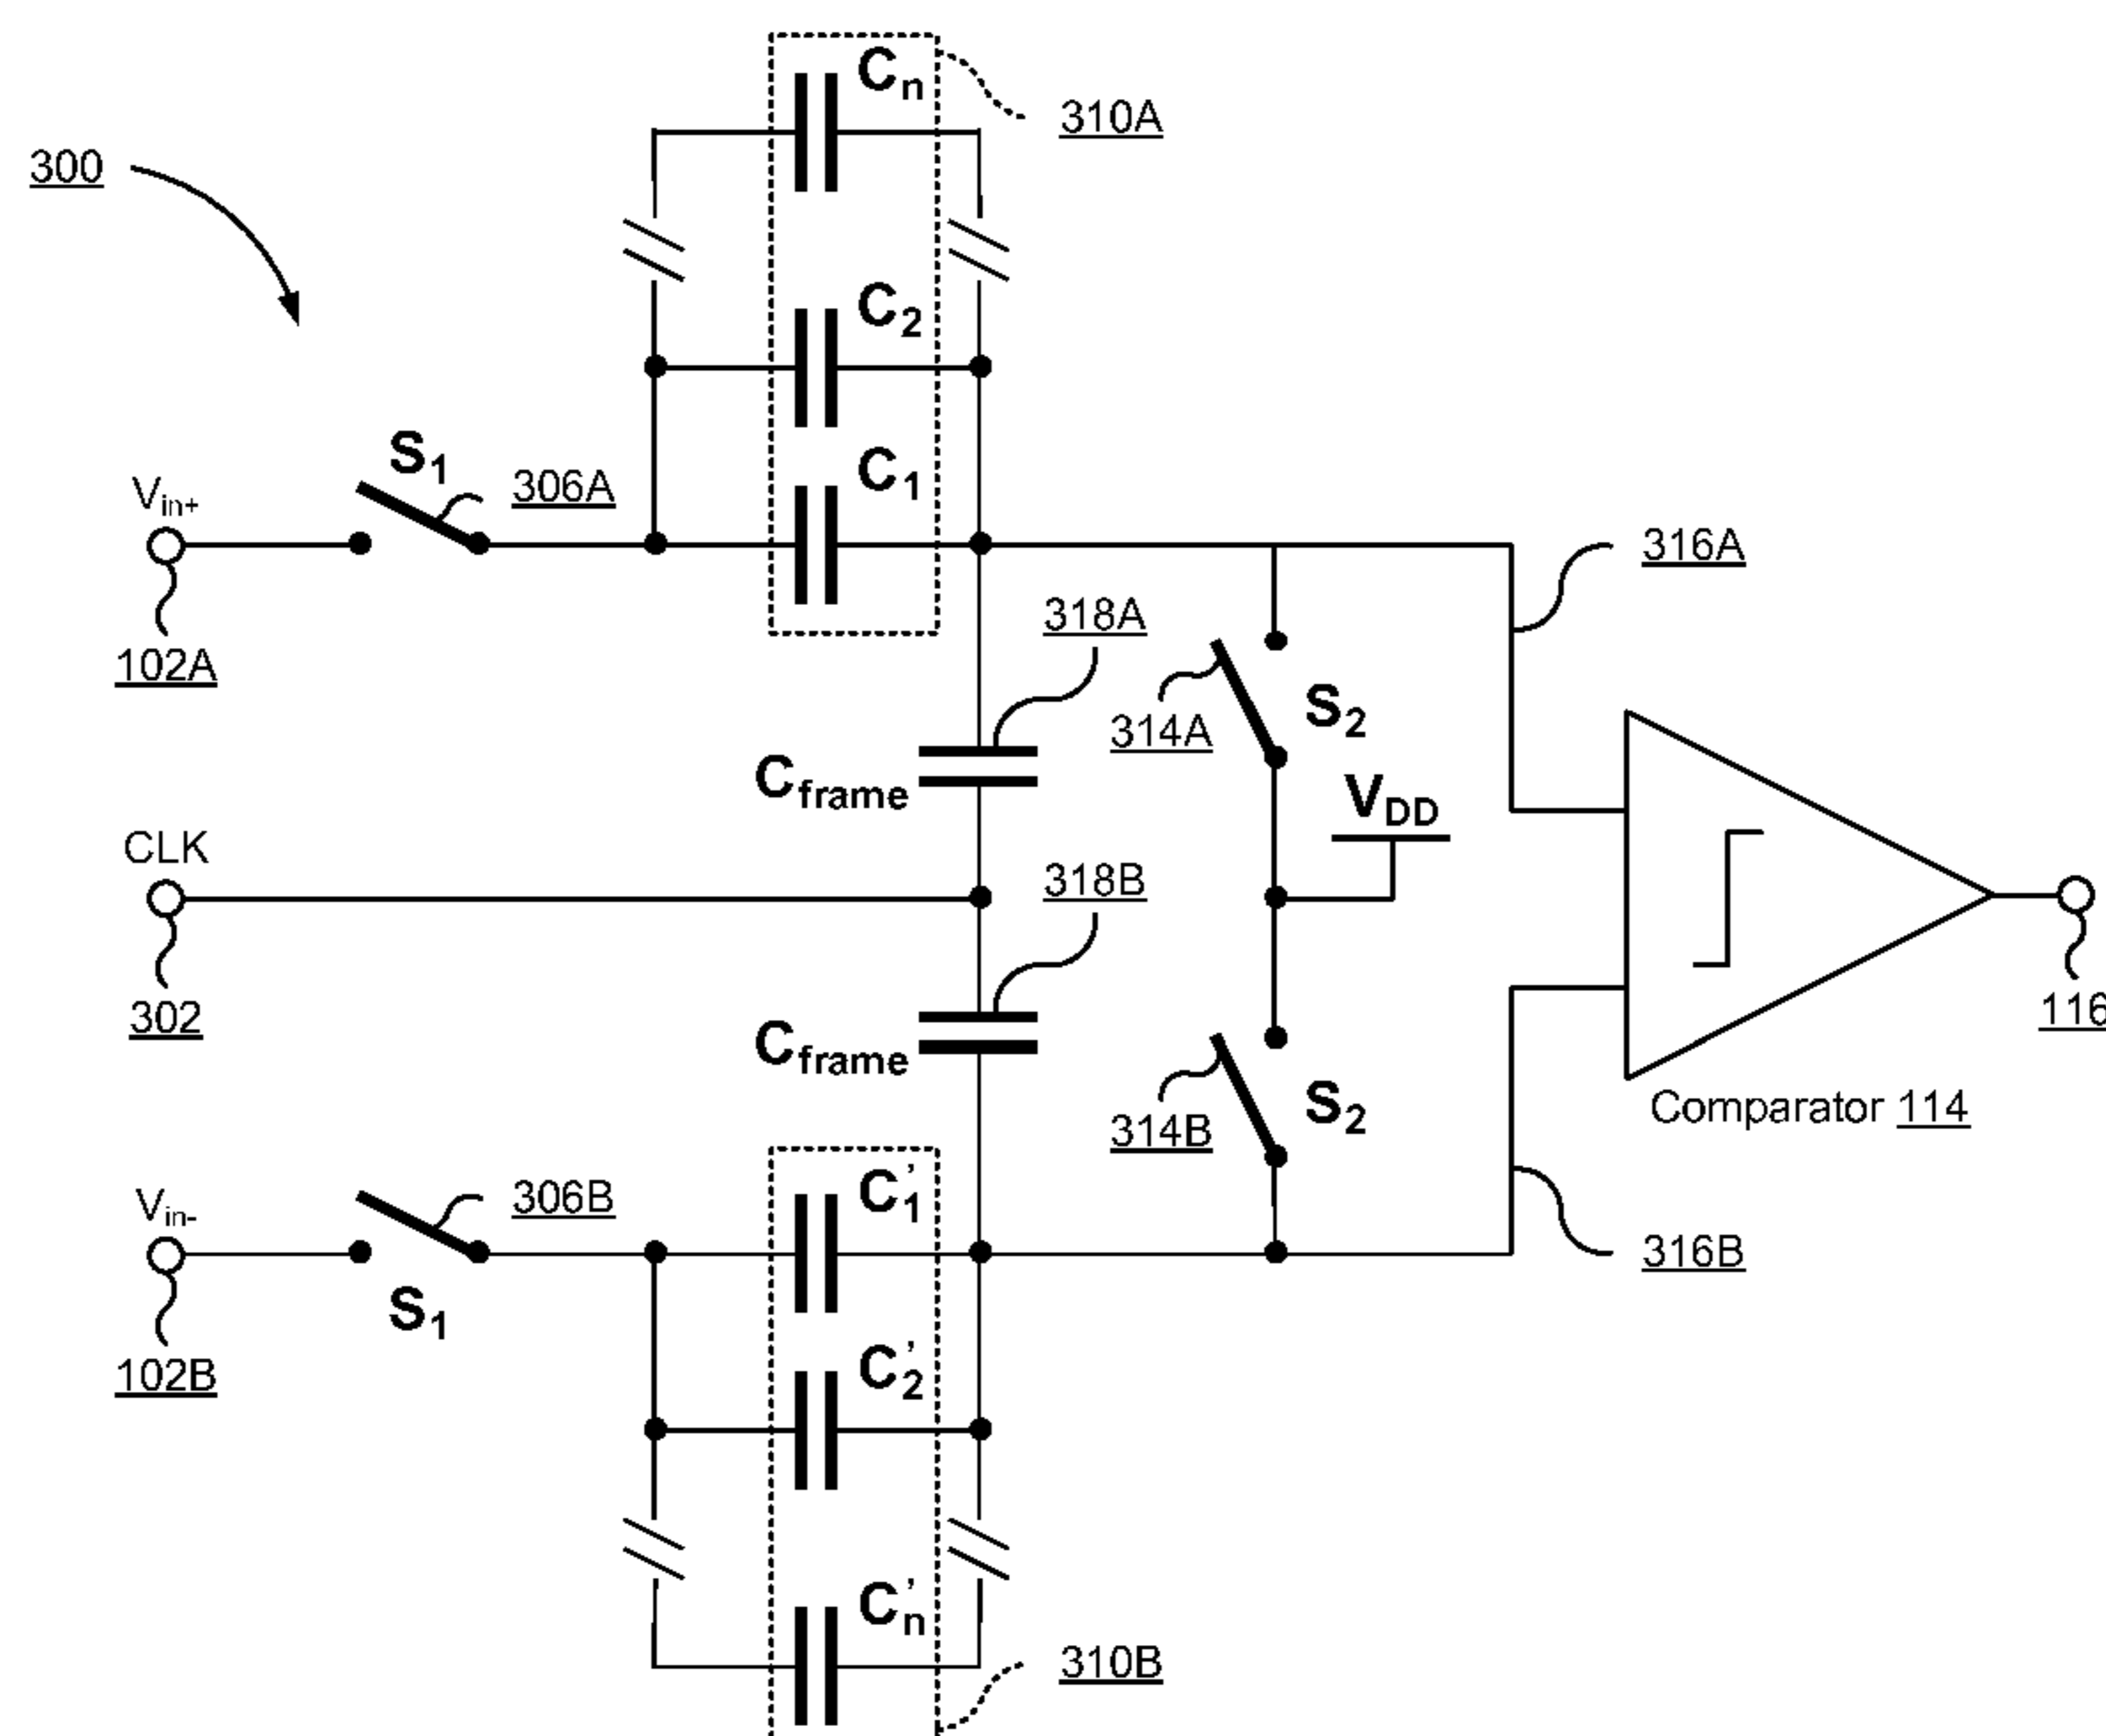 Cn
310A
300
C2
S1
306A
C1
Vin+
102A
316A
318A
314A
S2
Cframe
VDD
CLK
302
318B
116
Cframe
314B
S2
Comparator 114
Vin-
306B
C'1
S1
102B
316B
C'2
C'n
310B